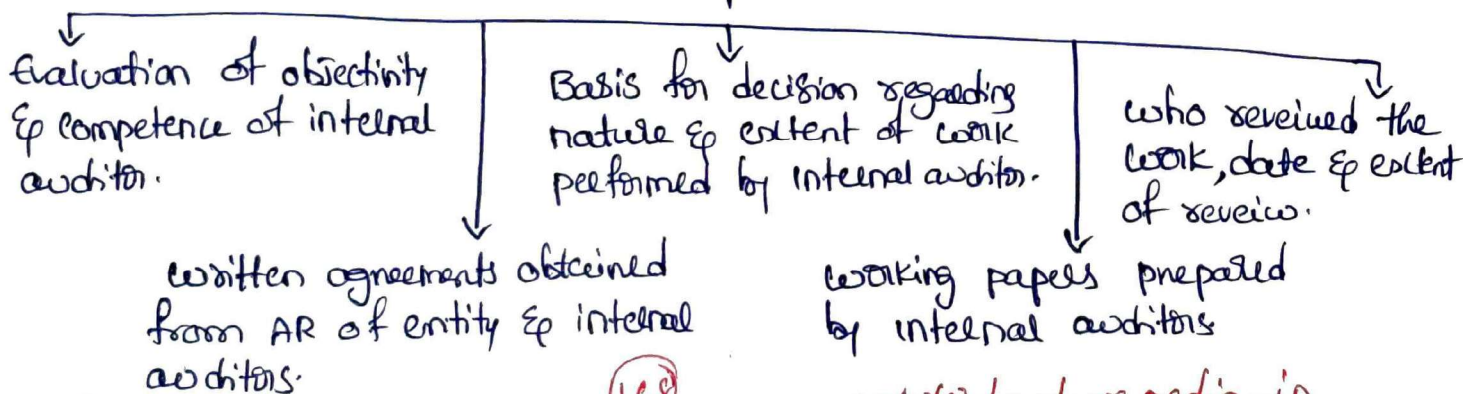 Evaluation of objectivity
& competence of internal
auditor.
Basis for decision regarding
nature & extent of work
performed by internal auditor.
who reveiwed the
work, date & extent
of reveiw.
written agreements obtained
from AR of entity & internal
auditors.
working papers prepared
by internal auditors